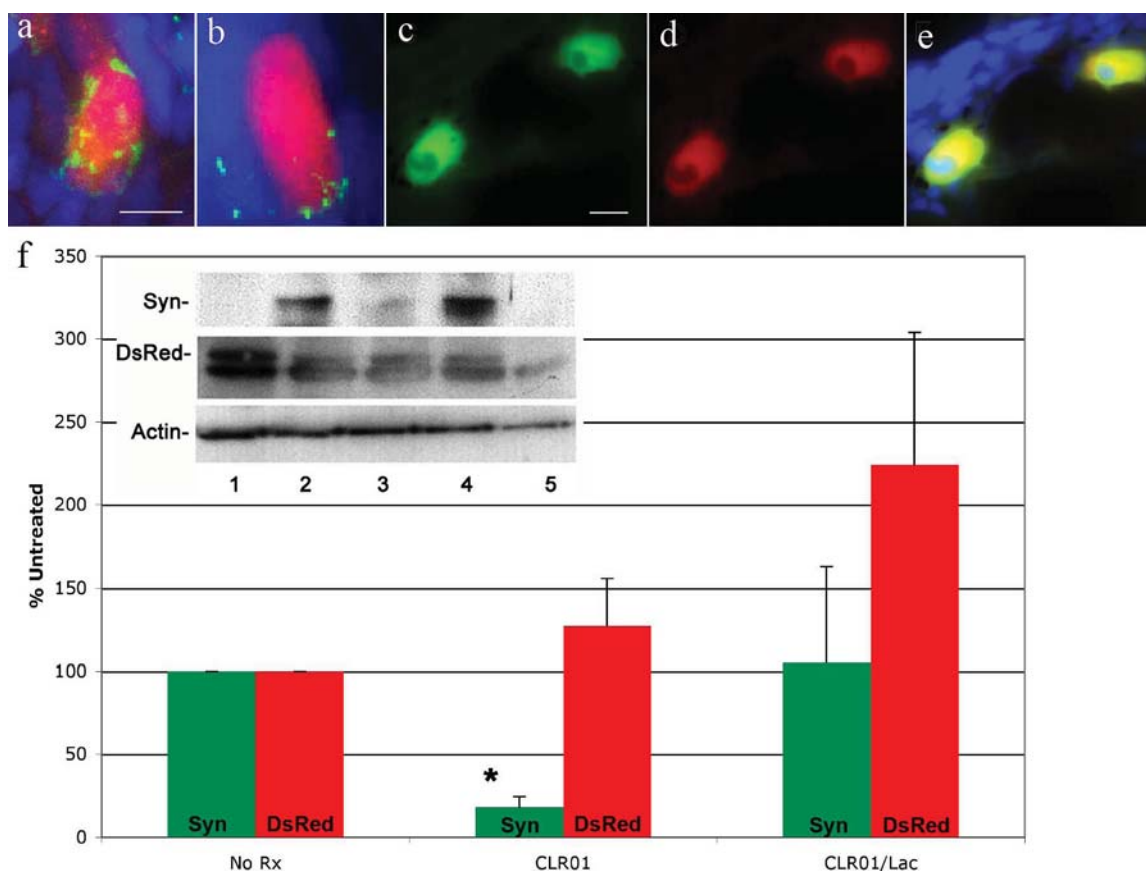 a b c d e
f
350
300
250
200
150
100
50
0
% Untreated
Syn-
DsRed-
Actin-
1 2 3 4 5
*
Syn DsRed Syn DsRed Syn DsRed
No Rx CLR01 CLR01/Lac